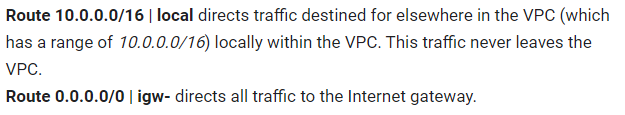 Route 10.0.0.0/16 | local directs traffic destined for elsewhere in the VPC (which
has a range of 10.0.0.0/16) locally within the VPC. This traffic never leaves the
VPC.
Route 0.0.0.0/0 | igw- directs all traffic to the Internet gateway.